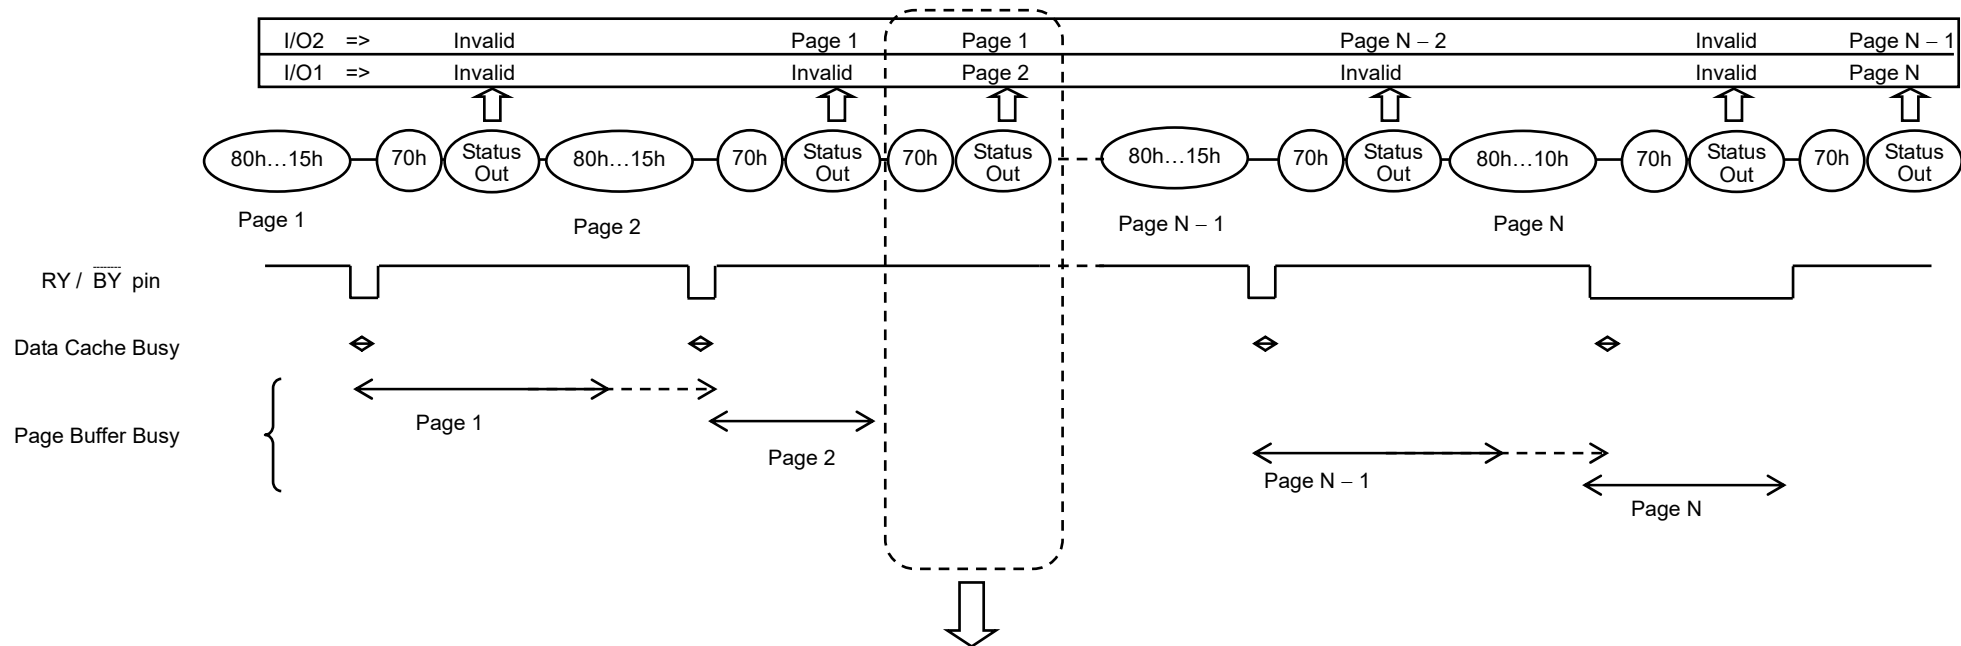 I/O2 => Invalid Page 1 Page 1 Page N – 2 Invalid Page N – 1
I/O1 => Invalid Invalid Page 2 Invalid Invalid Page N
80h…15h 70h Status Out 80h…15h 70h Status Out 70h Status Out 80h…15h 70h Status Out 80h…10h 70h Status Out 70h Status Out
Page 1 Page 2 Page N – 1 Page N
RY / B̅Y̅ pin
Data Cache Busy
Page 1
Page Buffer Busy
Page 2
Page N – 1
Page N